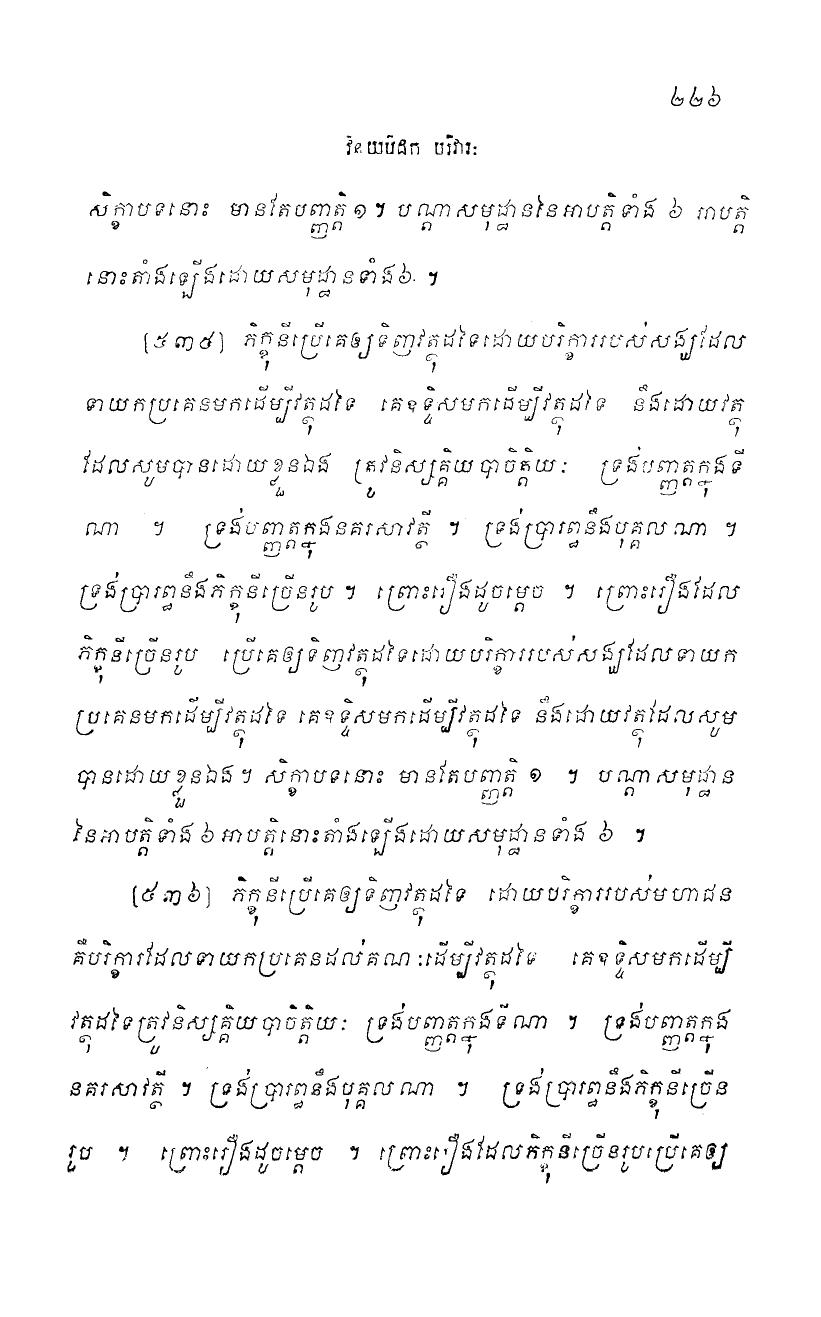 ២២៦
វិនយបិដក បរិវារៈ
សិក្ខាបទនោះ មានតែបញ្ញត្តិ ១ ។ បណ្តាសមុដ្ឋាននៃអាបត្តិទាំង ៦ អាបត្តិ
នោះតាំងឡើងដោយសមុដ្ឋានទាំង៦ ។
[៥៣៥] ភិក្ខុនីប្រើគេឲ្យទិញវត្ថុដទៃដោយបរិក្ខាររបស់សង្ឃដែល
ទាយកប្រគេនមកដើម្បីវត្ថុដទៃ គេឧទ្ទិសមកដើម្បីវត្ថុដទៃ នឹងដោយវត្ថុ
ដែលសូមបានដោយខ្លួនឯង ត្រូវនិស្សគ្គិយបាចិត្តិយៈ ទ្រង់បញ្ញត្តក្នុងទី
ណា ។ ទ្រង់បញ្ញត្តក្នុងនគរសាវត្ថី ។ ទ្រង់ប្រារព្ធនឹងបុគ្គលណា ។
ទ្រង់ប្រារព្ធនឹងភិក្ខុនីច្រើនរូប ។ ព្រោះរឿងដូចម្តេច ។ ព្រោះរឿងដែល
ភិក្ខុនីច្រើនរូប ប្រើគេឲ្យទិញវត្ថុដទៃដោយបរិក្ខាររបស់សង្ឃដែលទាយក
ប្រគេនមកដើម្បីវត្ថុដទៃ គេឧទ្ទិសមកដើម្បីវត្ថុដទៃ នឹងដោយវត្ថុដែលសូម
បានដោយខ្លួនឯង ។ សិក្ខាបទនោះ មានតែបញ្ញត្តិ ១ ។ បណ្តាសមុដ្ឋាន
នៃអាបត្តិទាំង ៦ អាបត្តិនោះតាំងឡើងដោយសមុដ្ឋានទាំង ៦ ។
[៥៣៦] ភិក្ខុនីប្រើគេឲ្យទិញវត្ថុដទៃ ដោយបរិក្ខាររបស់មហាជន
គឺបរិក្ខារដែលទាយកប្រគេនដល់គណៈដើម្បីវត្ថុដទៃ គេឧទ្ទិសមកដើម្បី
វត្ថុដទៃត្រូវនិស្សគ្គិយបាចិត្តិយៈ ទ្រង់បញ្ញត្តក្នុងទីណា ។ ទ្រង់បញ្ញត្តក្នុង
នគរសាវត្ថី ។ ទ្រង់ប្រារព្ធនឹងបុគ្គលណា ។ ទ្រង់ប្រារព្ធនឹងភិក្ខុនីច្រើន
រូប ។ ព្រោះរឿងដូចម្តេច ។ ព្រោះរឿងដែលភិក្ខុនីច្រើនរូបប្រើគេឲ្យ